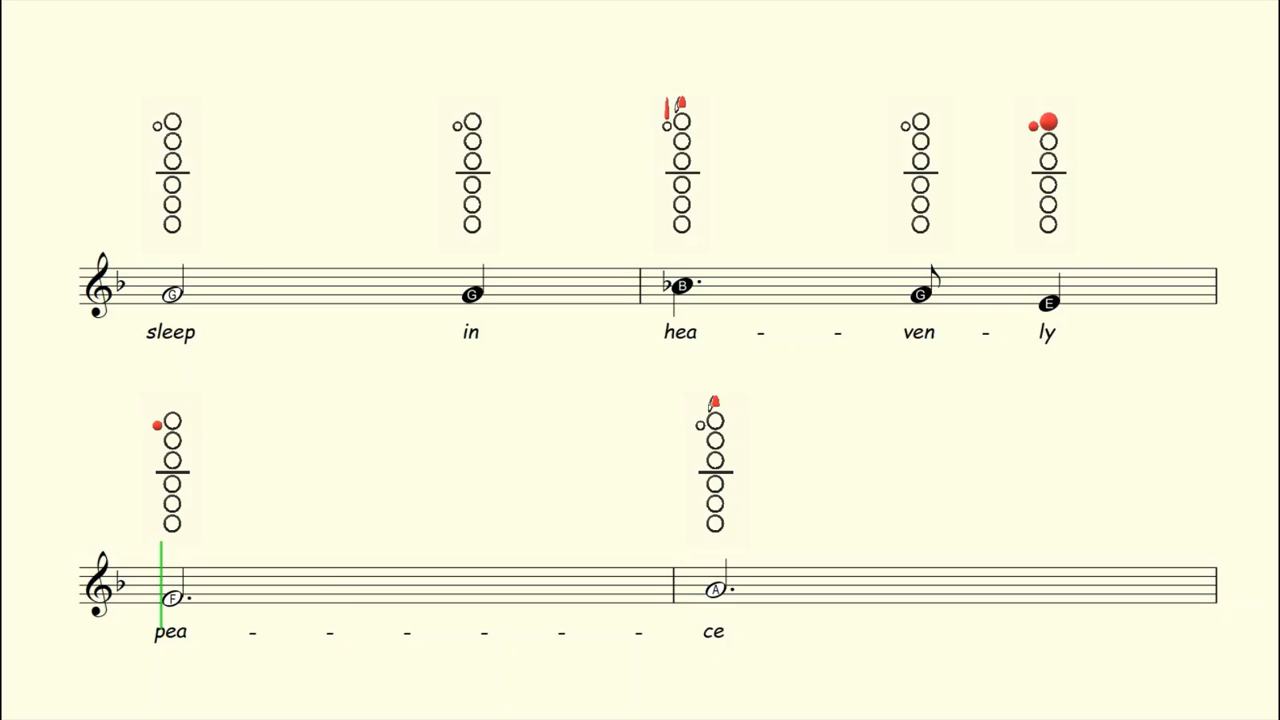 G G B G E
sleep in hea - - ven - ly
F A
pea - - - - - - ce